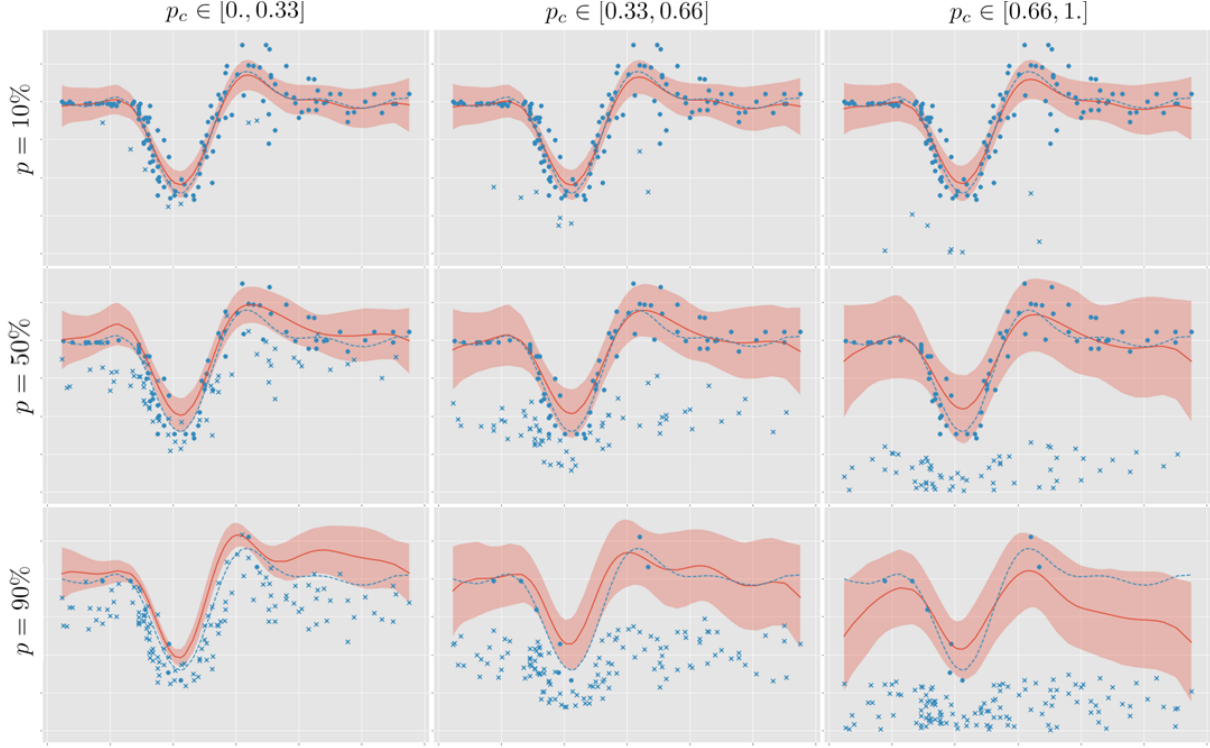 p_c ∈ [0., 0.33]
p_c ∈ [0.33, 0.66]
p_c ∈ [0.66, 1.]
p = 10%
p = 50%
p = 90%